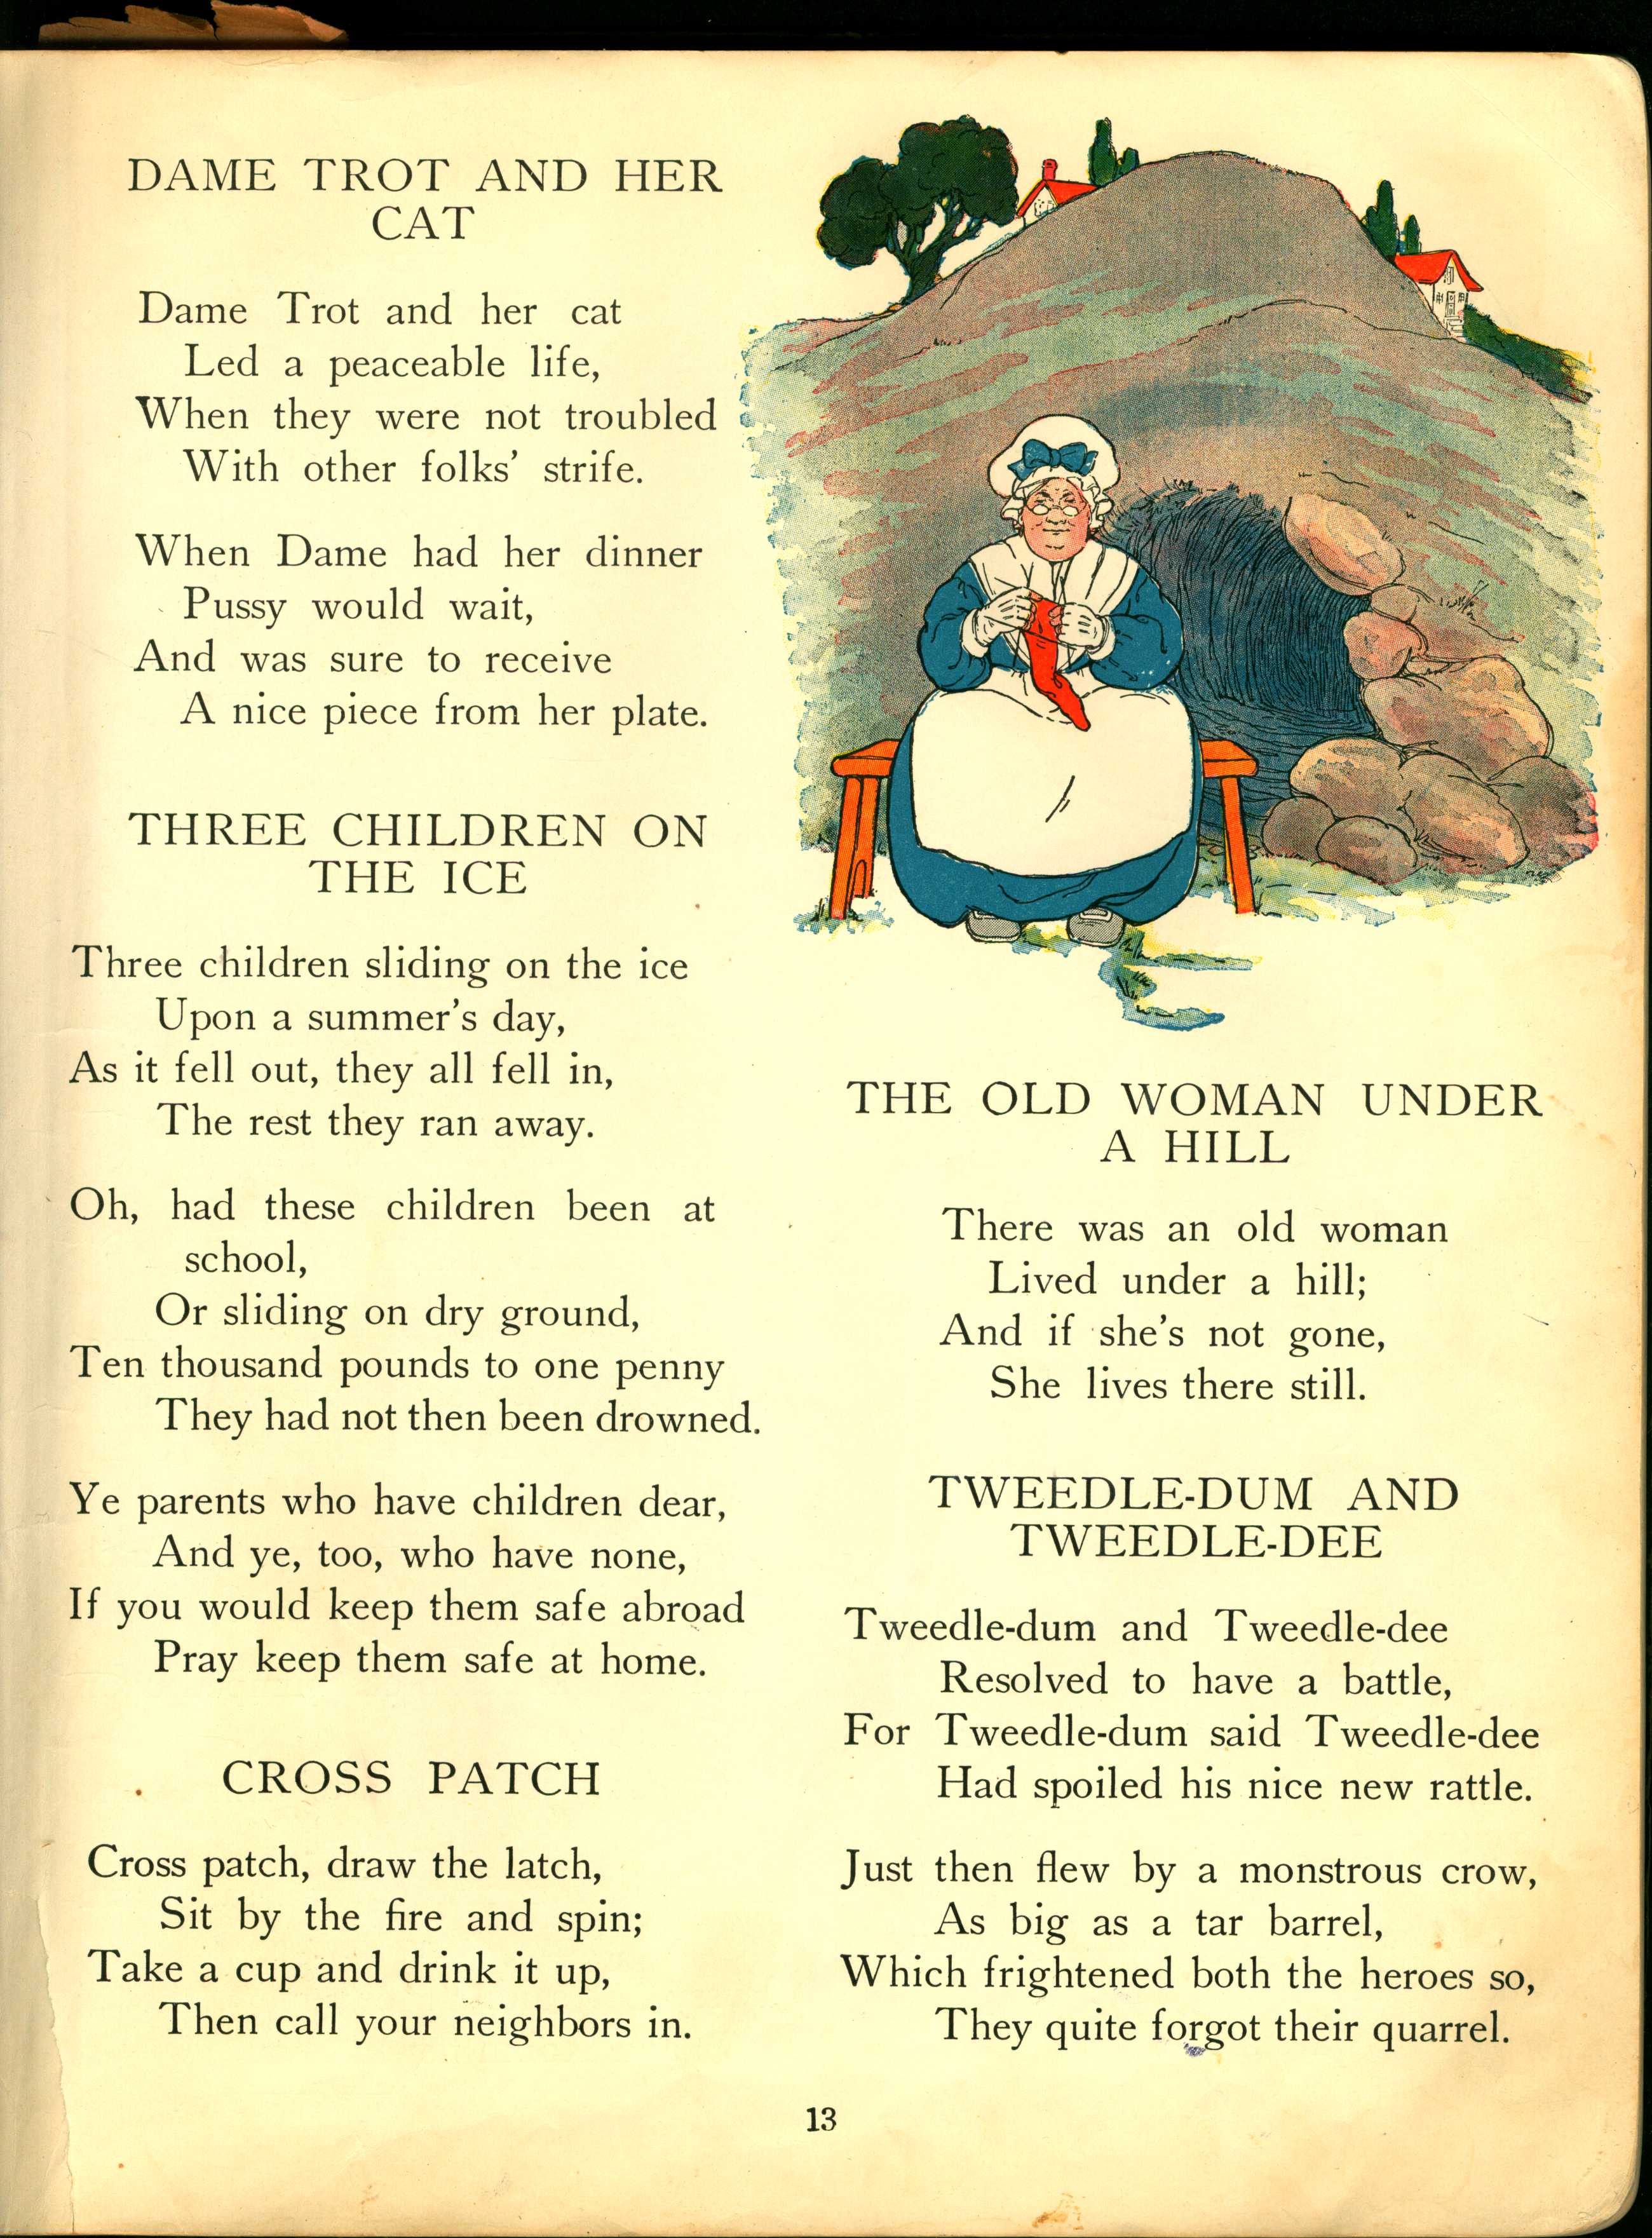 DAME TROT AND HER
CAT
Dame Trot and her cat
Led a peaceable life,
When they were not troubled
With other folks' strife.
When Dame had her dinner
Pussy would wait,
And was sure to receive
A nice piece from her plate.
THREE CHILDREN ON
THE ICE
Three children sliding on the ice
Upon a summer's day,
As it fell out, they all fell in,
The rest they ran away.
Oh, had these children been at
school,
Or sliding on dry ground,
Ten thousand pounds to one penny
They had not then been drowned.
Ye parents who have children dear,
And ye, too, who have none,
If you would keep them safe abroad
Pray keep them safe at home.
CROSS PATCH
Cross patch, draw the latch,
Sit by the fire and spin;
Take a cup and drink it up,
Then call your neighbors in.
THE OLD WOMAN UNDER
A HILL
There was an old woman
Lived under a hill;
And if she's not gone,
She lives there still.
TWEEDLE-DUM AND
TWEEDLE-DEE
Tweedle-dum and Tweedle-dee
Resolved to have a battle,
For Tweedle-dum said Tweedle-dee
Had spoiled his nice new rattle.
Just then flew by a monstrous crow,
As big as a tar barrel,
Which frightened both the heroes so,
They quite forgot their quarrel.
13